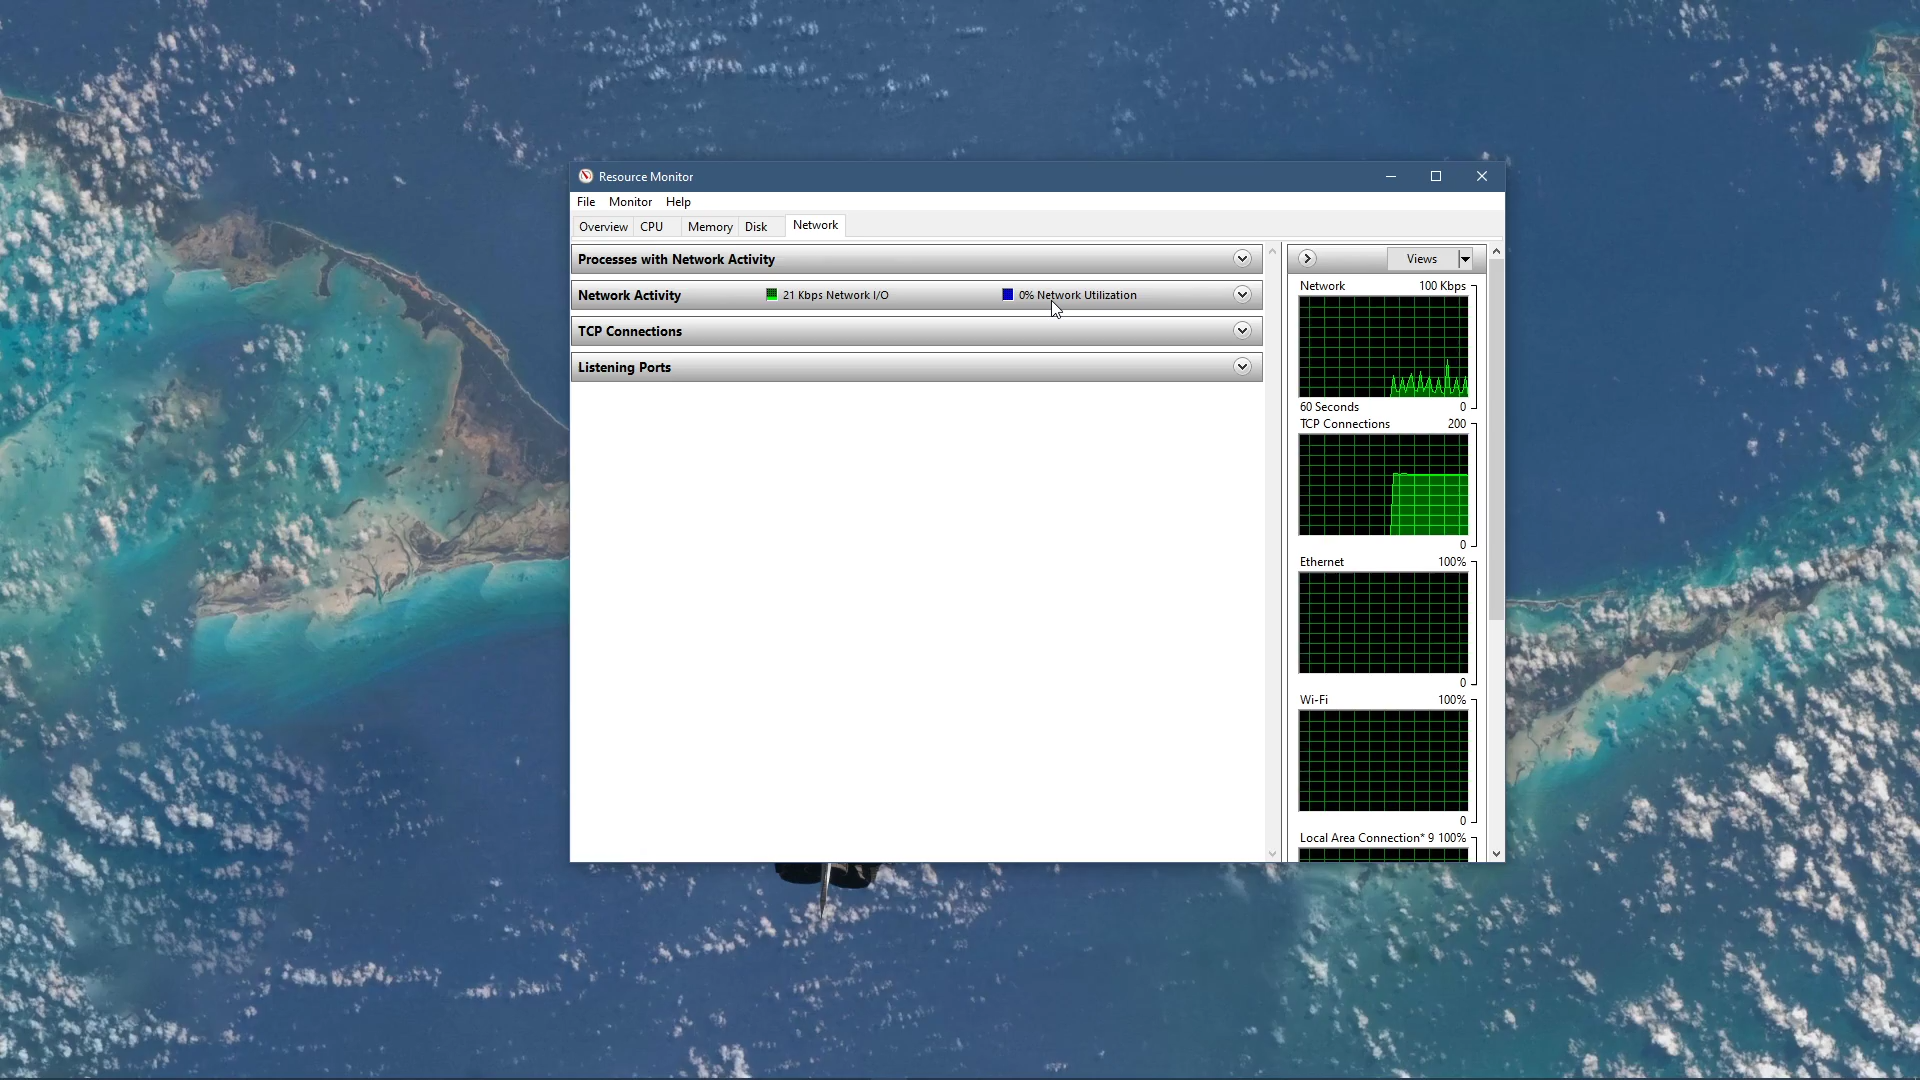 Resource Monitor
File Monitor Help
Overview CPU Memory Disk Network
Processes with Network Activity
Network Activity 21 Kbps Network I/O 0% Network Utilization
TCP Connections
Listening Ports
Views
Network 100 Kbps
60 Seconds 0
TCP Connections 200
0
Ethernet 100%
0
Wi-Fi 100%
0
Local Area Connection* 9 100%